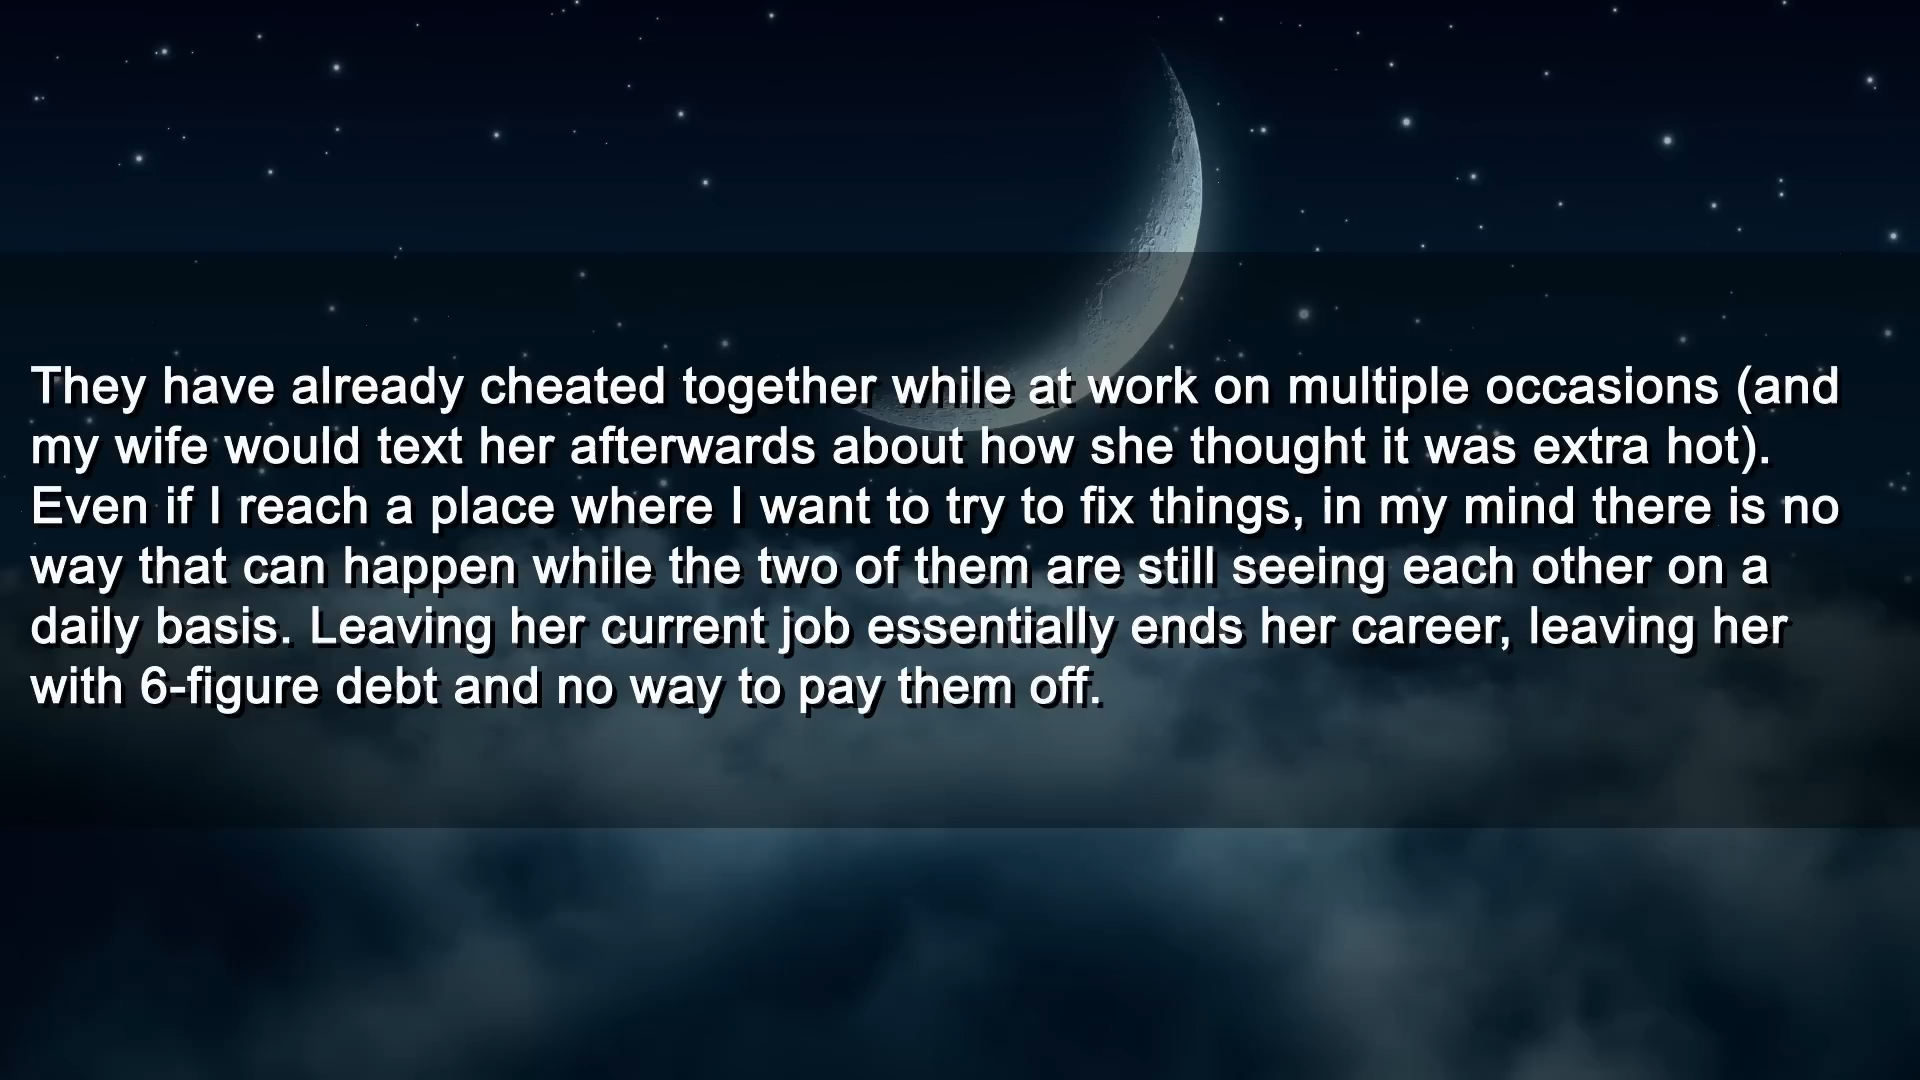 They have already cheated together while at work on multiple occasions (and
my wife would text her afterwards about how she thought it was extra hot).
Even if I reach a place where I want to try to fix things, in my mind there is no
way that can happen while the two of them are still seeing each other on a
daily basis. Leaving her current job essentially ends her career, leaving her
with 6-figure debt and no way to pay them off.